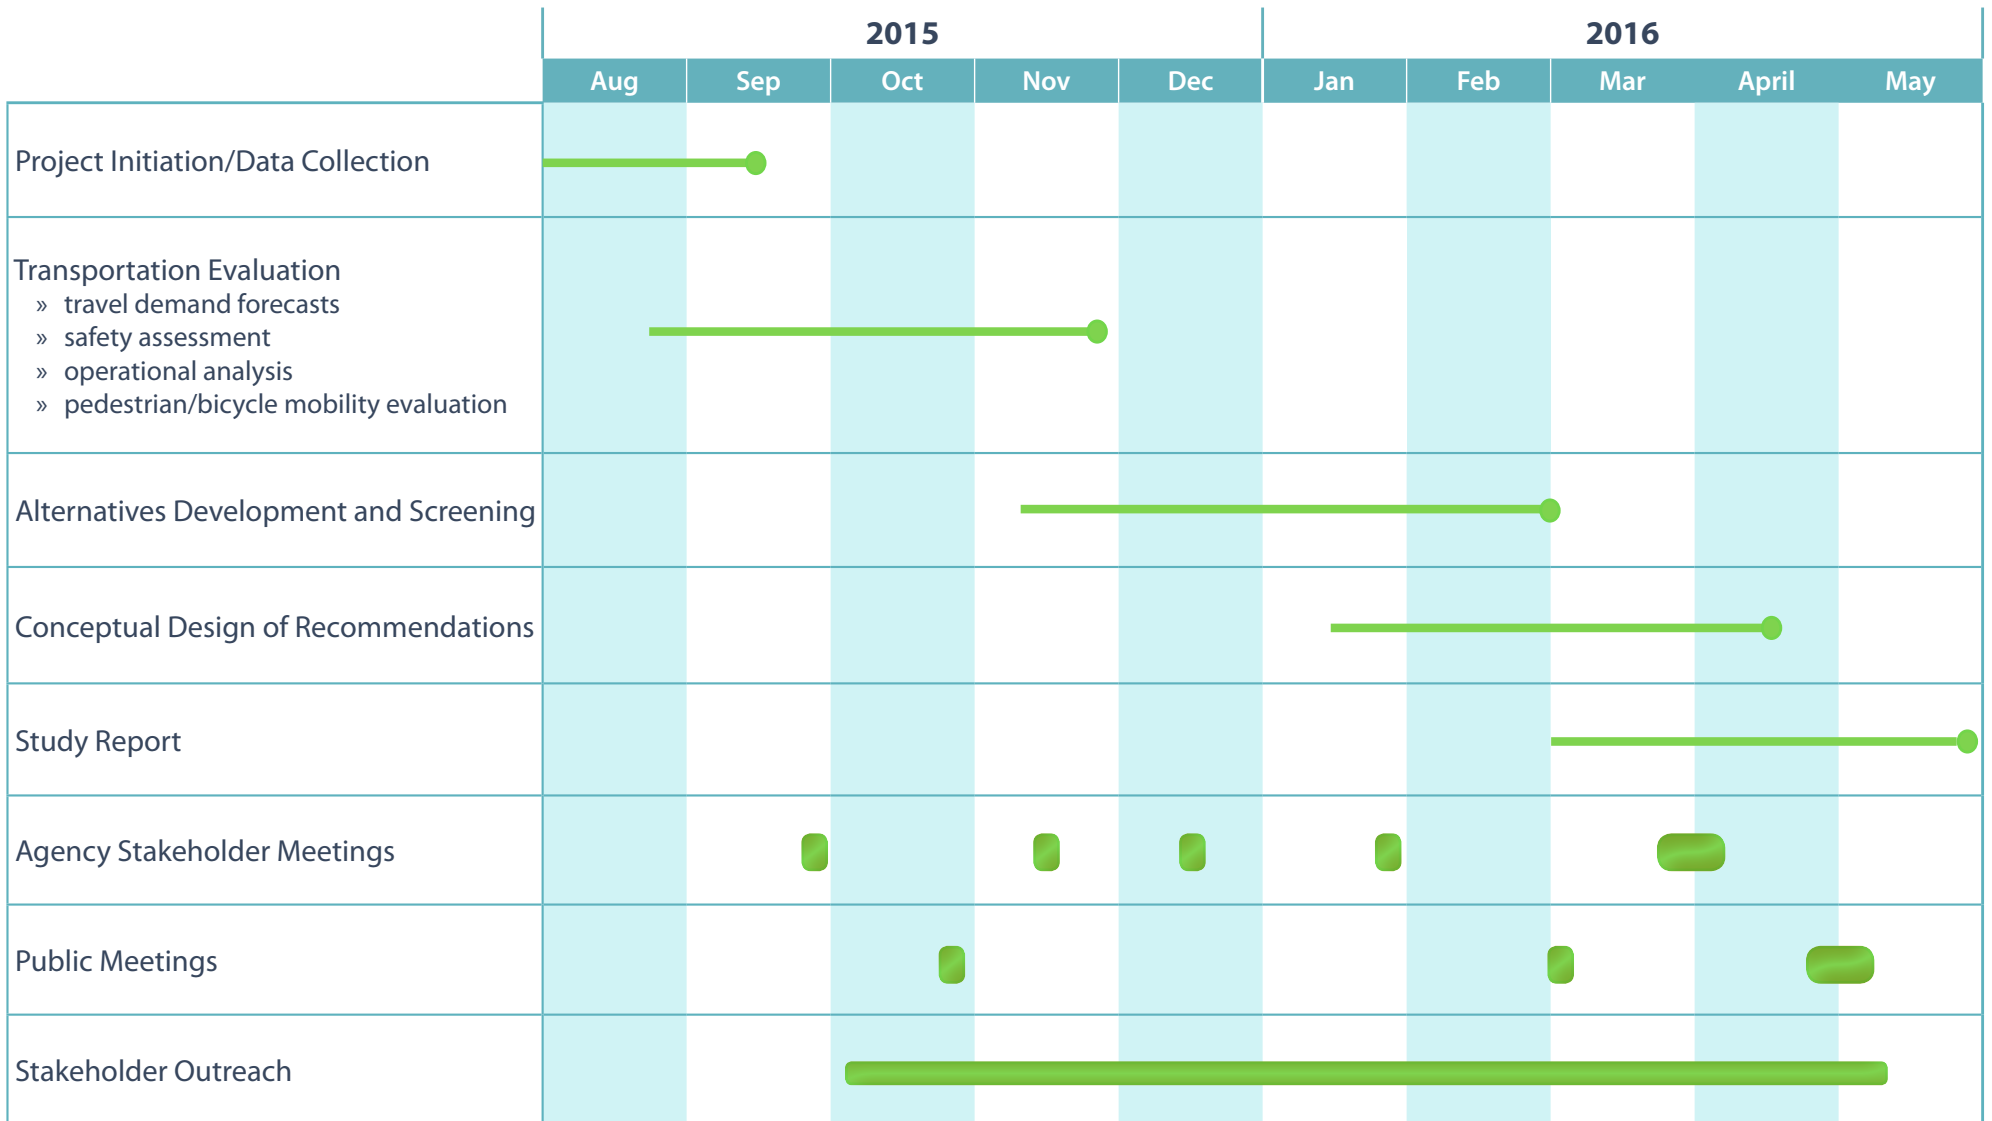 2015 2016
Aug Sep Oct Nov Dec Jan Feb Mar April May
Project Initiation/Data Collection
Transportation Evaluation
» travel demand forecasts
» safety assessment
» operational analysis
» pedestrian/bicycle mobility evaluation
Alternatives Development and Screening
Conceptual Design of Recommendations
Study Report
Agency Stakeholder Meetings
Public Meetings
Stakeholder Outreach